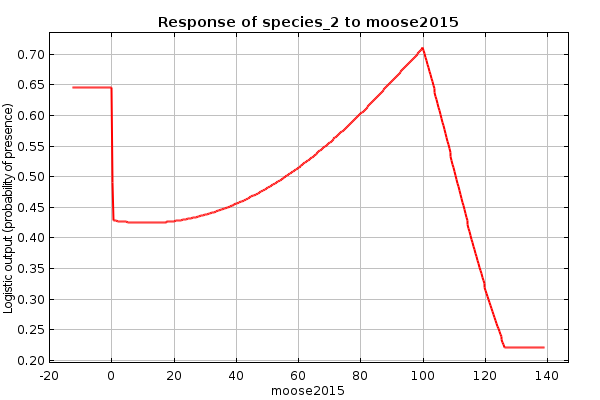 Response of species_2 to moose2015
Logistic output (probability of presence)
0.70
0.65
0.60
0.55
0.50
0.45
0.40
0.35
0.30
0.25
0.20
-20 0 20 40 60 80 100 120 140
moose2015